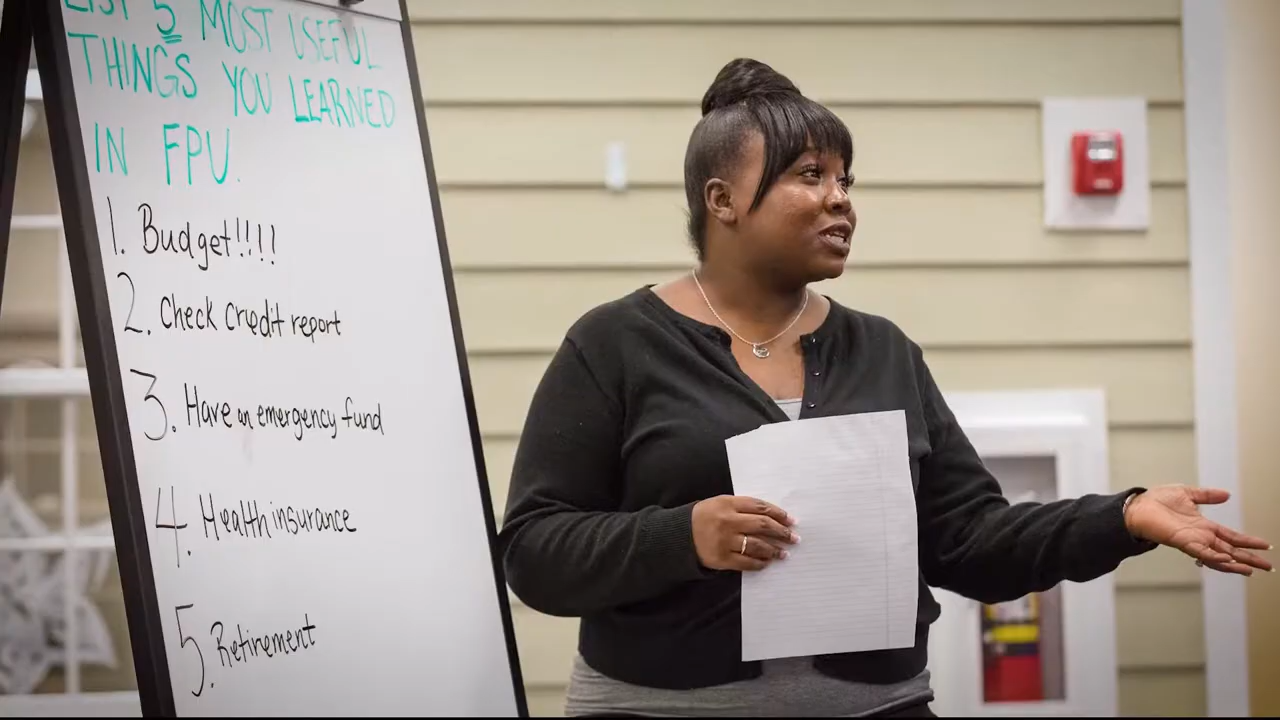 LIST 5 MOST USEFUL
THINGS YOU LEARNED
IN FPU.
1. Budget!!!!
2. Check credit report
3. Have an emergency fund
4. Health insurance
5. Retirement